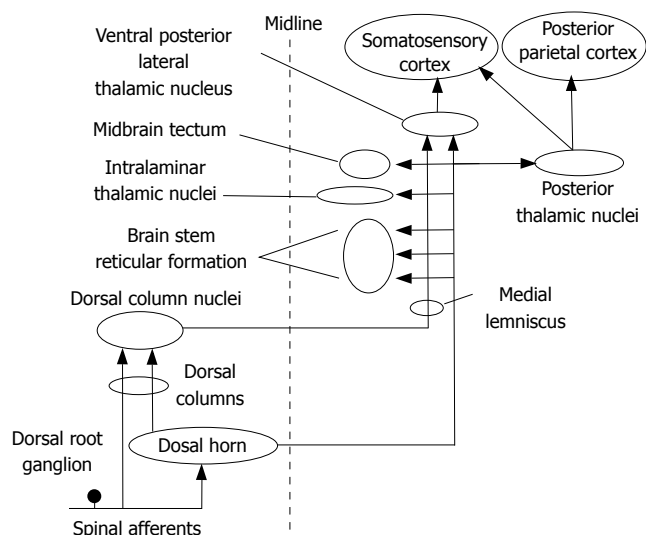 Midline
Ventral posterior
lateral
thalamic nucleus
Somatosensory
cortex
Posterior
parietal cortex
Midbrain tectum
Intralaminar
thalamic nuclei
Posterior
thalamic nuclei
Brain stem
reticular formation
Dorsal column nuclei
Medial
lemniscus
Dorsal
columns
Dorsal root
ganglion
Dosal horn
Spinal afferents